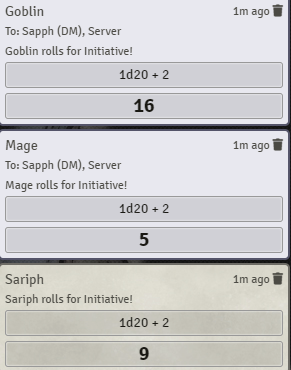 Goblin 1m ago
To: Sapph (DM), Server
Goblin rolls for Initiative!
1d20 + 2
16
Mage 1m ago
To: Sapph (DM), Server
Mage rolls for Initiative!
1d20 + 2
5
Sariph 1m ago
Sariph rolls for Initiative!
1d20 + 2
9